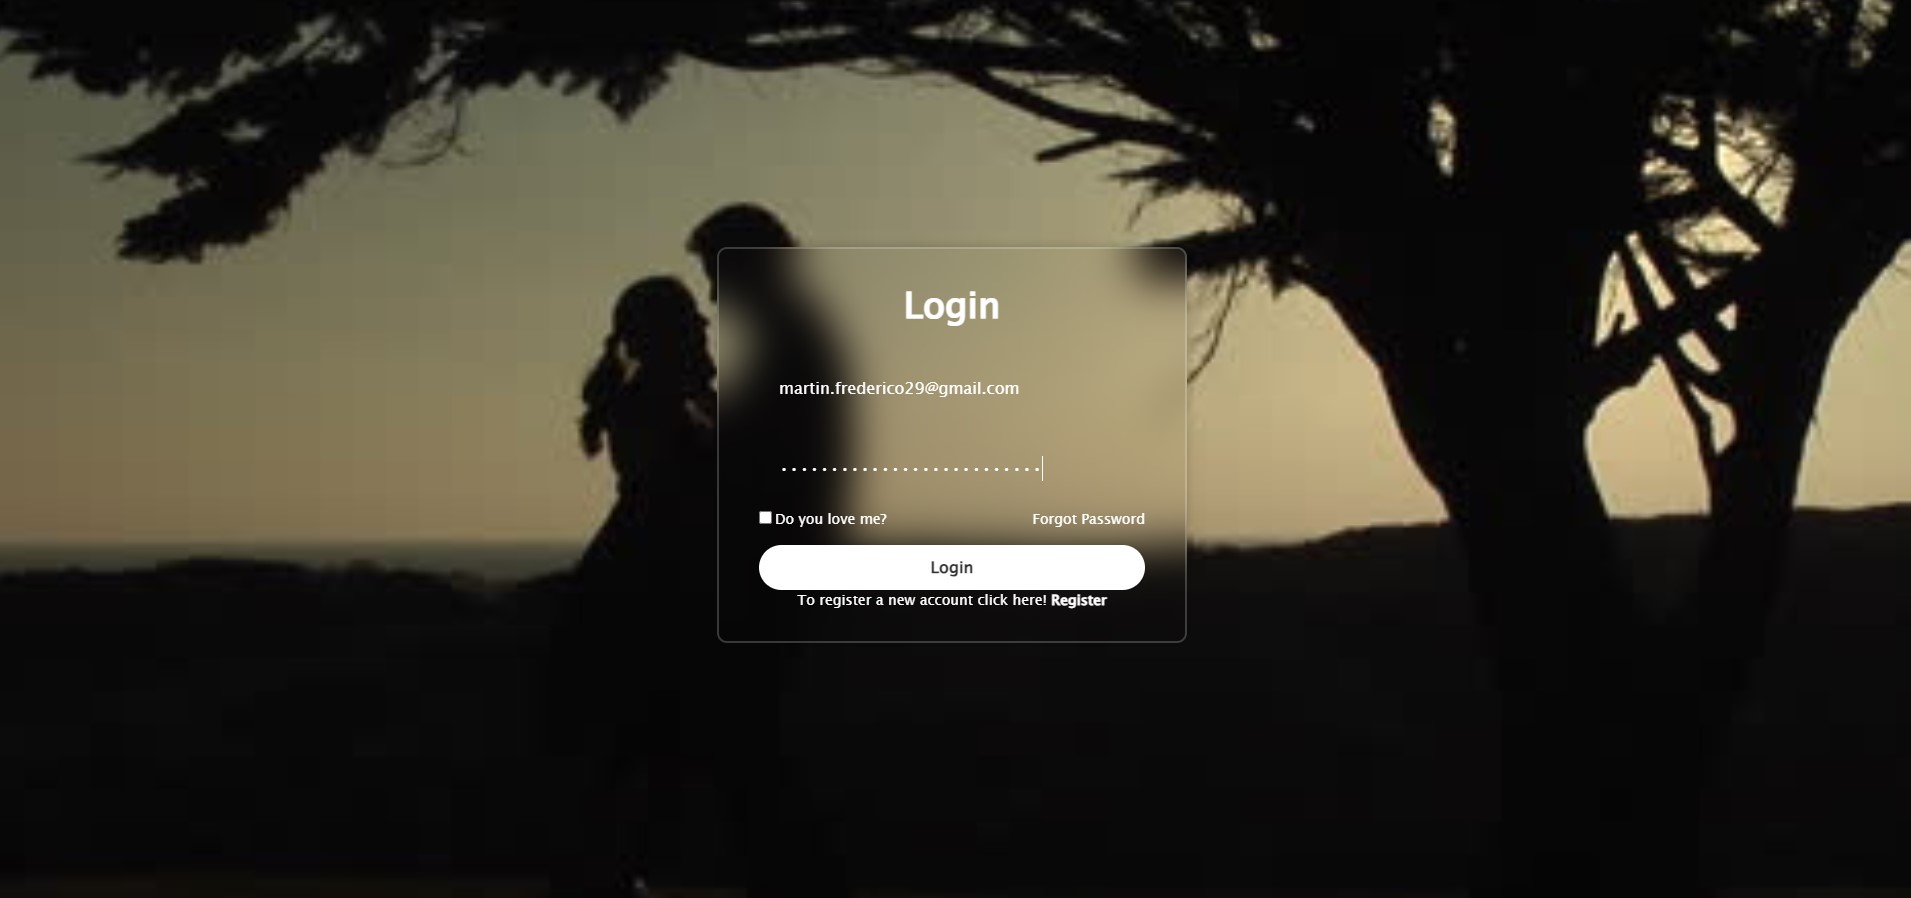 Login
martin.frederico29@gmail.com
••••••••••••••••••••••••••
Do you love me?
Forgot Password
Login
To register a new account click here! Register